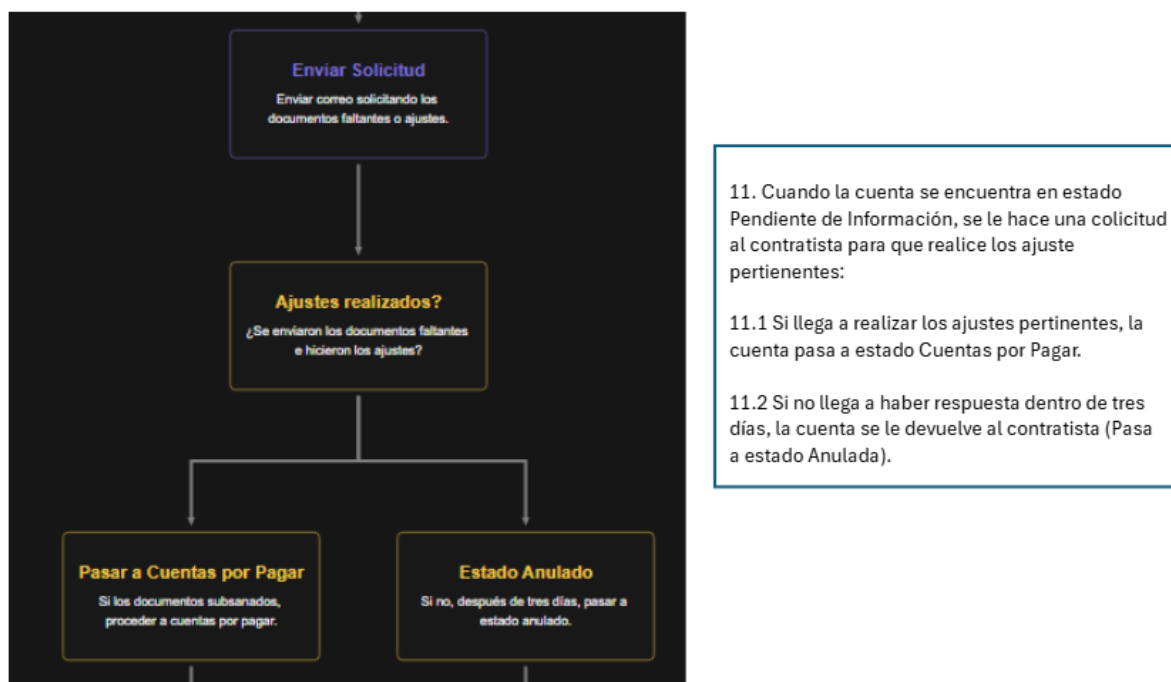 Enviar Solicitud
Enviar correo solicitando los
documentos faltantes o ajustes.
Ajustes realizados?
¿Se enviaron los documentos faltantes
e hicieron los ajustes?
Pasar a Cuentas por Pagar
Si los documentos subsanados,
proceder a cuentas por pagar.
Estado Anulado
Si no, después de tres días, pasar a
estado anulado.
11. Cuando la cuenta se encuentra en estado
Pendiente de Información, se le hace una colicitud
al contratista para que realice los ajuste
pertienentes:
11.1 Si llega a realizar los ajustes pertinentes, la
cuenta pasa a estado Cuentas por Pagar.
11.2 Si no llega a haber respuesta dentro de tres
días, la cuenta se le devuelve al contratista (Pasa
a estado Anulada).